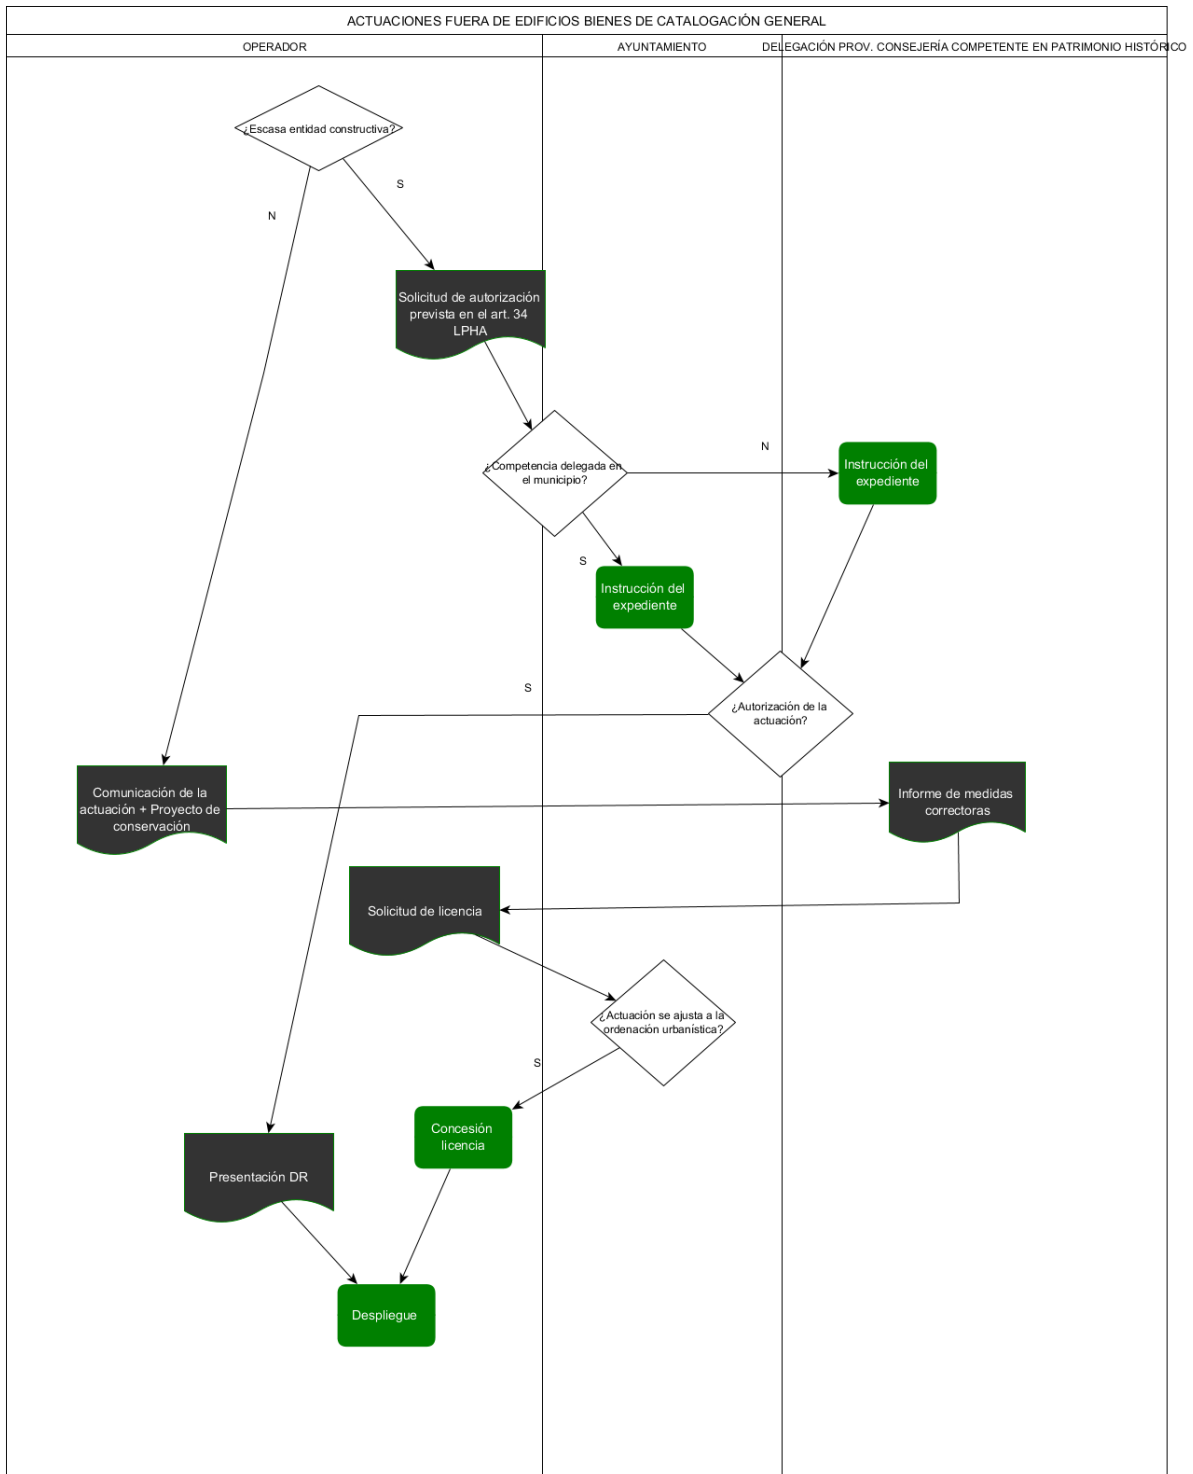 ACTUACIONES FUERA DE EDIFICIOS BIENES DE CATALOGACIÓN GENERAL
OPERADOR
AYUNTAMIENTO
DELEGACIÓN PROV. CONSEJERÍA COMPETENTE EN PATRIMONIO HISTÓRICO
¿Escasa entidad constructiva?
S
N
Solicitud de autorización
prevista en el art. 34
LPHA
¿Competencia delegada en
el municipio?
N
Instrucción del
expediente
S
Instrucción del
expediente
S
¿Autorización de la
actuación?
Comunicación de la
actuación + Proyecto de
conservación
Informe de medidas
correctoras
Solicitud de licencia
¿Actuación se ajusta a la
ordenación urbanística?
S
Concesión
licencia
Presentación DR
Despliegue